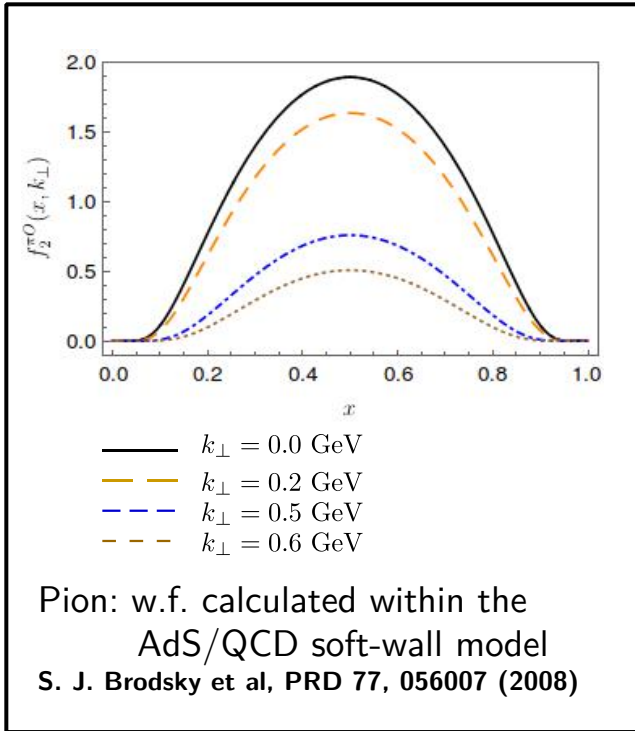 2.0
1.5
1.0
0.5
0.0
f_2^{πO}(x, k_⊥)
0.0 0.2 0.4 0.6 0.8 1.0
x
k_⊥ = 0.0 GeV
k_⊥ = 0.2 GeV
k_⊥ = 0.5 GeV
k_⊥ = 0.6 GeV
Pion: w.f. calculated within the
AdS/QCD soft-wall model
S. J. Brodsky et al, PRD 77, 056007 (2008)